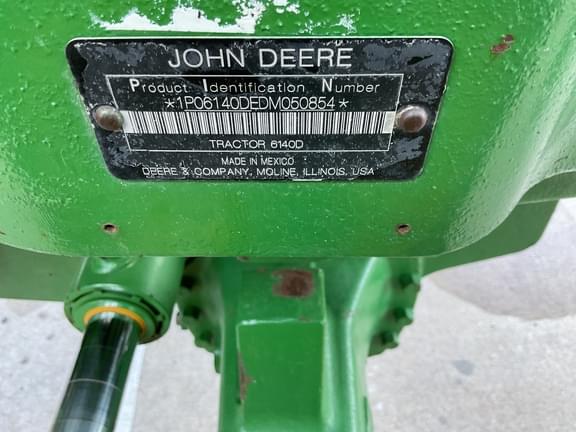 JOHN DEERE
Product Identification Number
*1P06140DEDM050854*
TRACTOR 6140D
MADE IN MEXICO
DEERE & COMPANY, MOLINE, ILLINOIS, USA